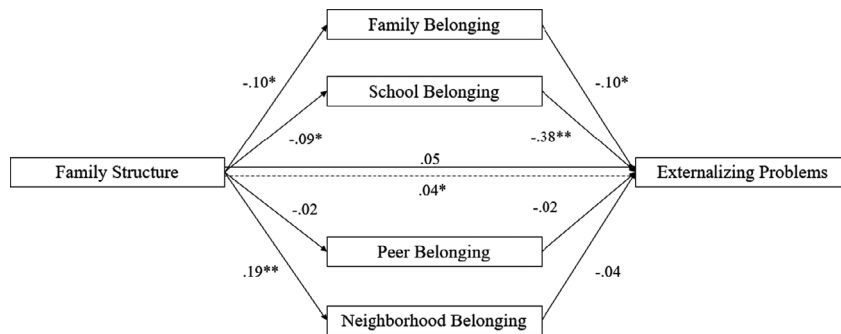 Family Belonging
-.10*
-.10*
School Belonging
-.09*
-.38**
Family Structure
.05
Externalizing Problems
.04*
-.02
-.02
Peer Belonging
.19**
-.04
Neighborhood Belonging